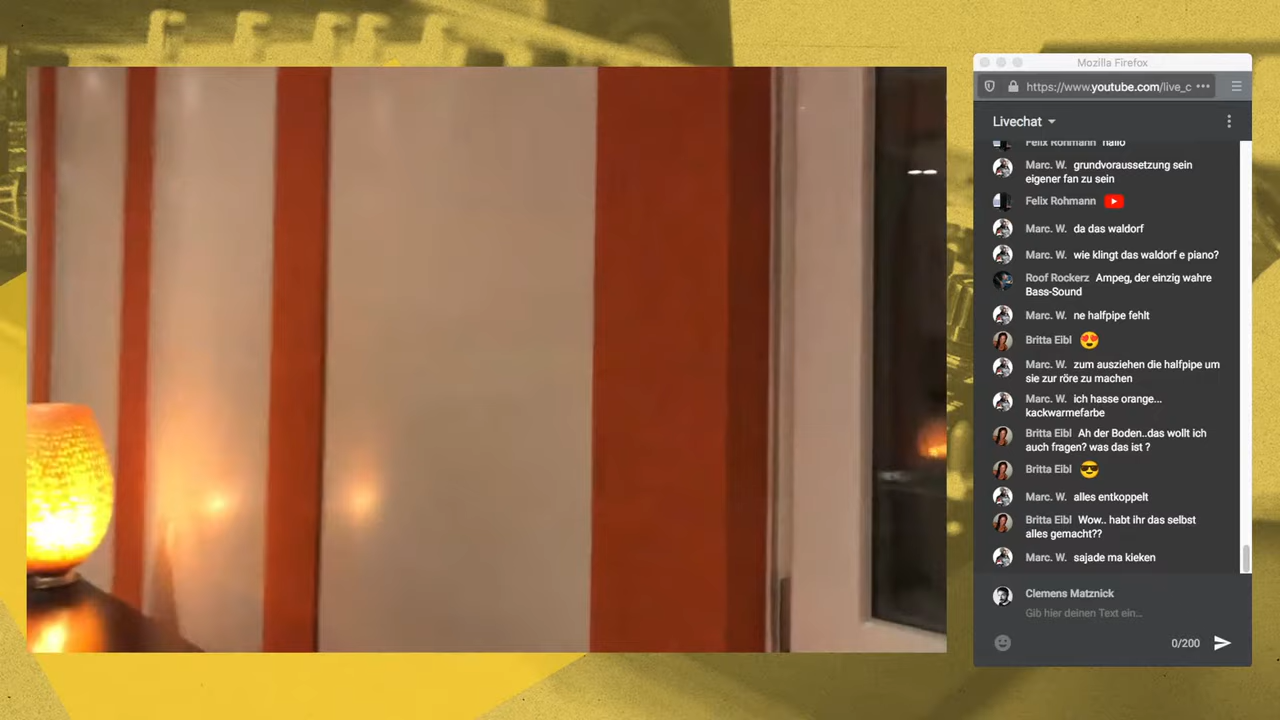 Mozilla Firefox
https://www.youtube.com/live_c
Livechat
Felix Rohmann hallo
Marc. W. grundvoraussetzung sein
eigener fan zu sein
Felix Rohmann
Marc. W. da das waldorf
Marc. W. wie klingt das waldorf e piano?
Roof Rockerz Ampeg, der einzig wahre
Bass-Sound
Marc. W. ne halfpipe fehlt
Britta Eibl
Marc. W. zum ausziehen die halfpipe um
sie zur röre zu machen
Marc. W. ich hasse orange...
kackwarmefarbe
Britta Eibl Ah der Boden..das wollt ich
auch fragen? was das ist ?
Britta Eibl
Marc. W. alles entkoppelt
Britta Eibl Wow.. habt ihr das selbst
alles gemacht??
Marc. W. sajade ma kieken
Clemens Matznick
Gib hier deinen Text ein...
0/200